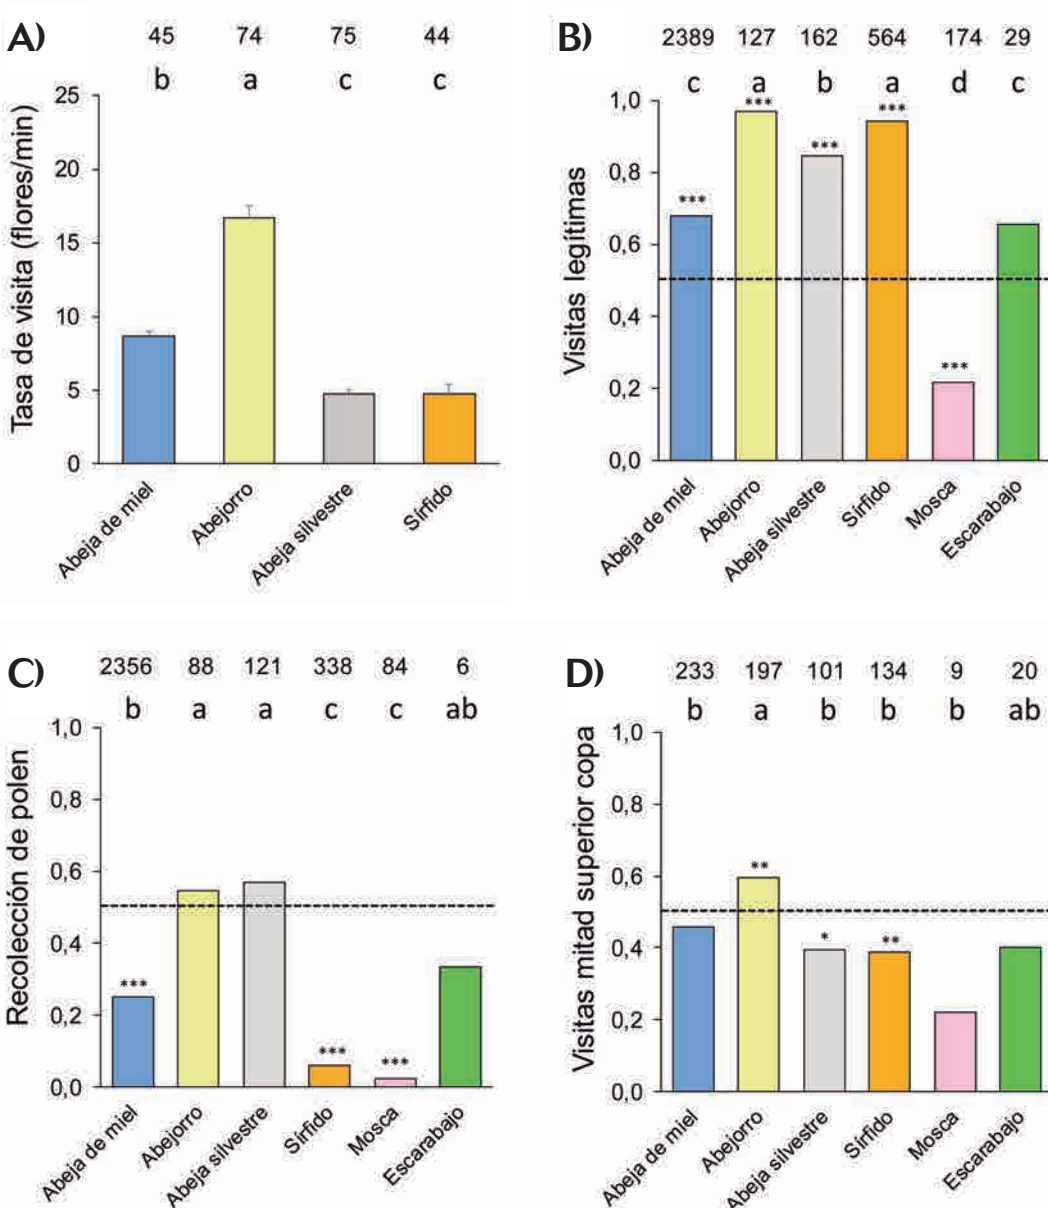 A)
45 74 75 44
b a c c
Tasa de visita (flores/min)
25
20
15
10
5
0
Abeja de miel
Abejorro
Abeja silvestre
Sírfido
B)
2389 127 162 564 174 29
c a b a d c
Visitas legítimas
1,0
0,8
0,6
0,4
0,2
0,0
***
***
***
***
***
Abeja de miel
Abejorro
Abeja silvestre
Sírfido
Mosca
Escarabajo
C)
2356 88 121 338 84 6
b a a c c ab
Recolección de polen
1,0
0,8
0,6
0,4
0,2
0,0
***
***
***
Abeja de miel
Abejorro
Abeja silvestre
Sírfido
Mosca
Escarabajo
D)
233 197 101 134 9 20
b a b b b ab
Visitas mitad superior copa
1,0
0,8
0,6
0,4
0,2
0,0
**
*
**
Abeja de miel
Abejorro
Abeja silvestre
Sírfido
Mosca
Escarabajo